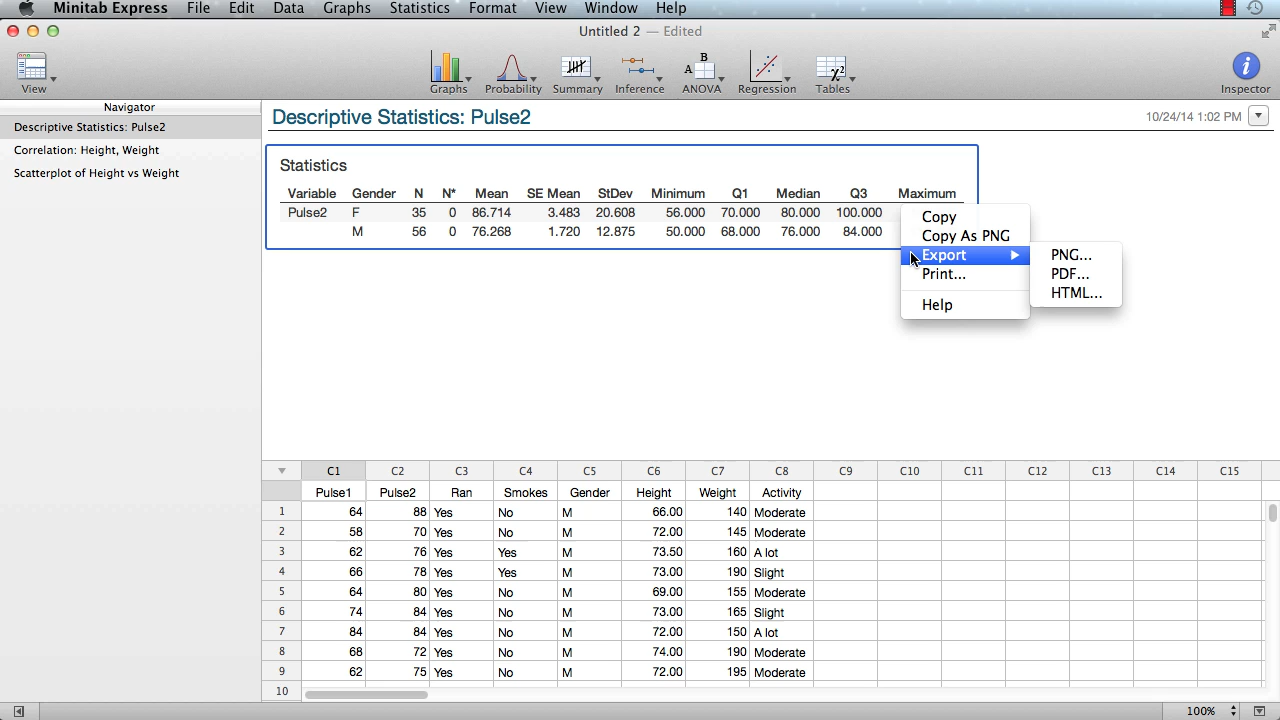 Minitab Express File Edit Data Graphs Statistics Format View Window Help
Untitled 2 — Edited
View Graphs Probability Summary Inference ANOVA Regression Tables Inspector
Navigator
Descriptive Statistics: Pulse2
Correlation: Height, Weight
Scatterplot of Height vs Weight
Descriptive Statistics: Pulse2 10/24/14 1:02 PM
Statistics
Variable Gender N N* Mean SE Mean StDev Minimum Q1 Median Q3 Maximum
Pulse2 F 35 0 86.714 3.483 20.608 56.000 70.000 80.000 100.000
M 56 0 76.268 1.720 12.875 50.000 68.000 76.000 84.000
Copy
Copy As PNG
Export
Print...
Help
PNG...
PDF...
HTML...
C1 C2 C3 C4 C5 C6 C7 C8 C9 C10 C11 C12 C13 C14 C15
Pulse1 Pulse2 Ran Smokes Gender Height Weight Activity
1 64 88 Yes No M 66.00 140 Moderate
2 58 70 Yes No M 72.00 145 Moderate
3 62 76 Yes Yes M 73.50 160 A lot
4 66 78 Yes Yes M 73.00 190 Slight
5 64 80 Yes No M 69.00 155 Moderate
6 74 84 Yes No M 73.00 165 Slight
7 84 84 Yes No M 72.00 150 A lot
8 68 72 Yes No M 74.00 190 Moderate
9 62 75 Yes No M 72.00 195 Moderate
10
100%